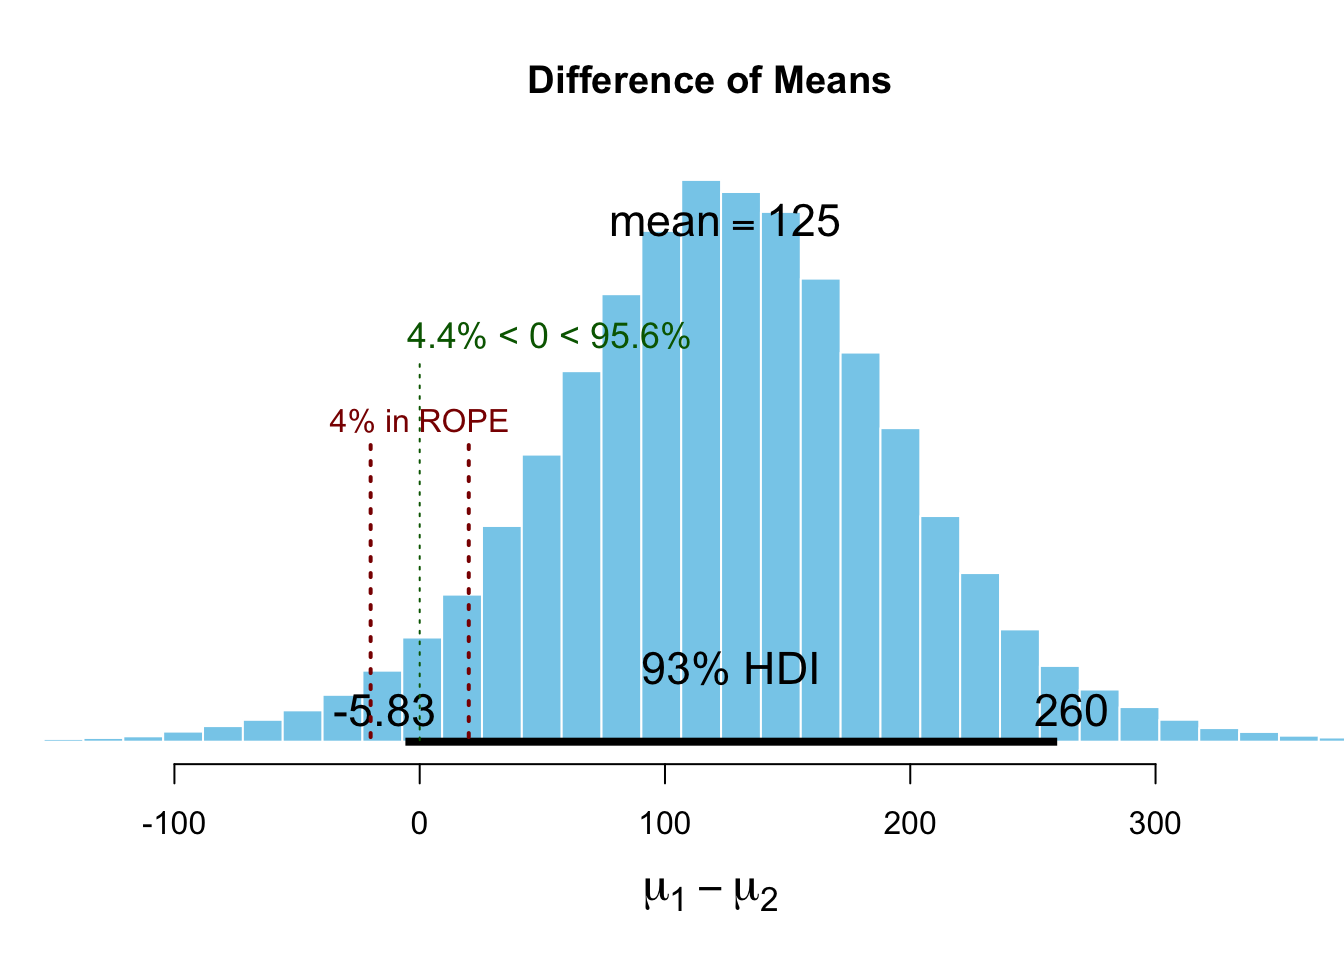 Difference of Means
mean = 125
4.4% < 0 < 95.6%
4% in ROPE
93% HDI
-5.83 260
-100 0 100 200 300
μ₁ − μ₂